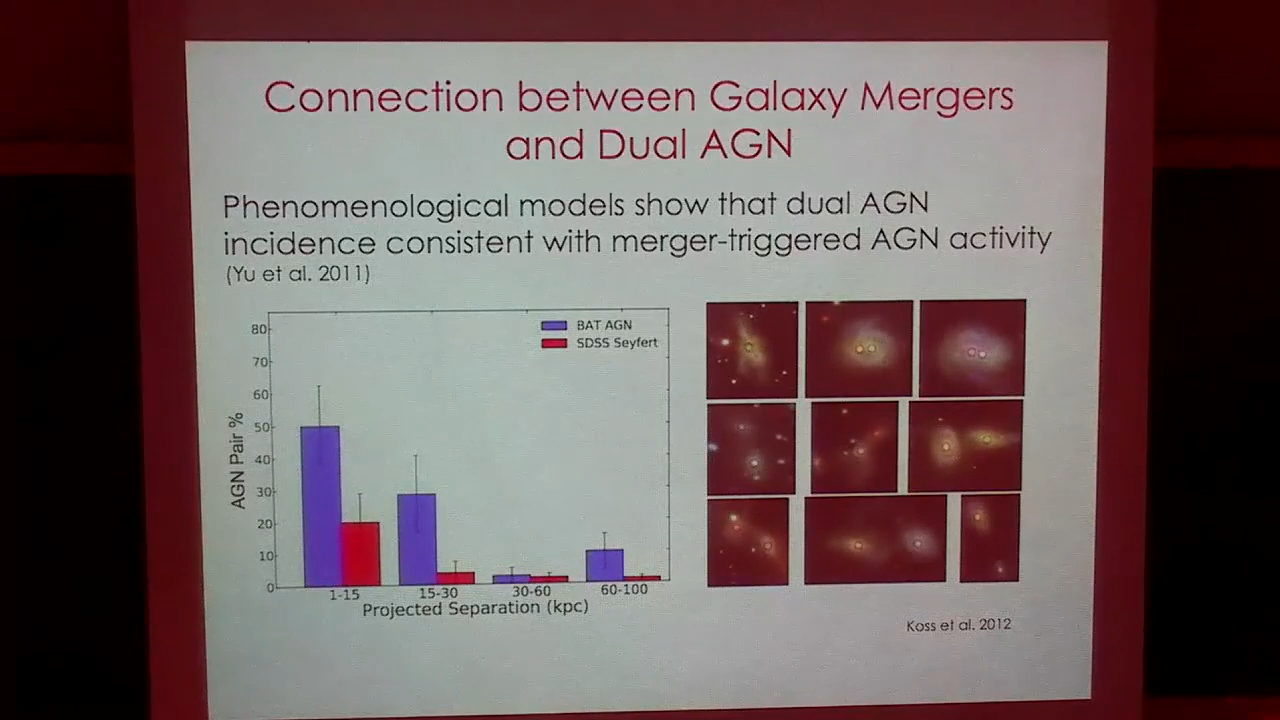 Connection between Galaxy Mergers
and Dual AGN
Phenomenological models show that dual AGN
incidence consistent with merger-triggered AGN activity
(Yu et al. 2011)
BAT AGN
SDSS Seyfert
AGN Pair %
80
70
60
50
40
30
20
10
0
1-15 15-30 30-60 60-100
Projected Separation (kpc)
Koss et al. 2012